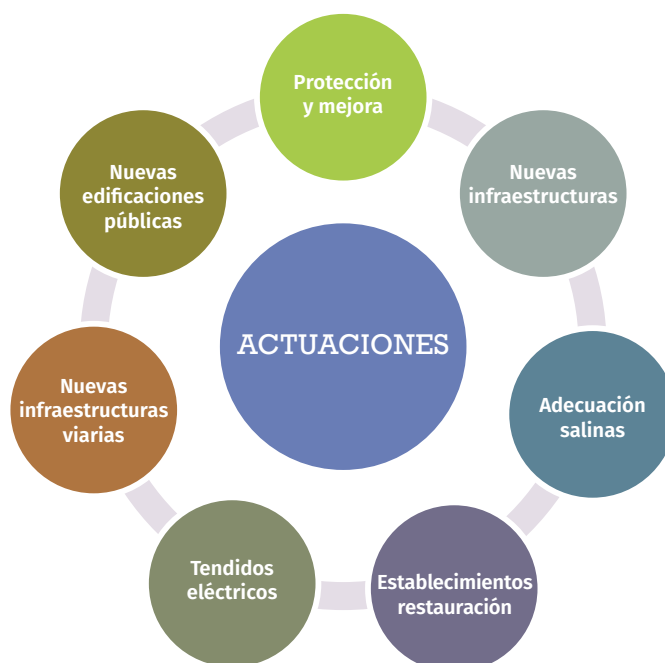 Protección
y mejora
Nuevas
infraestructuras
Adecuación
salinas
Establecimientos
restauración
Tendidos
eléctricos
Nuevas
infraestructuras
viarias
Nuevas
edificaciones
públicas
ACTUACIONES